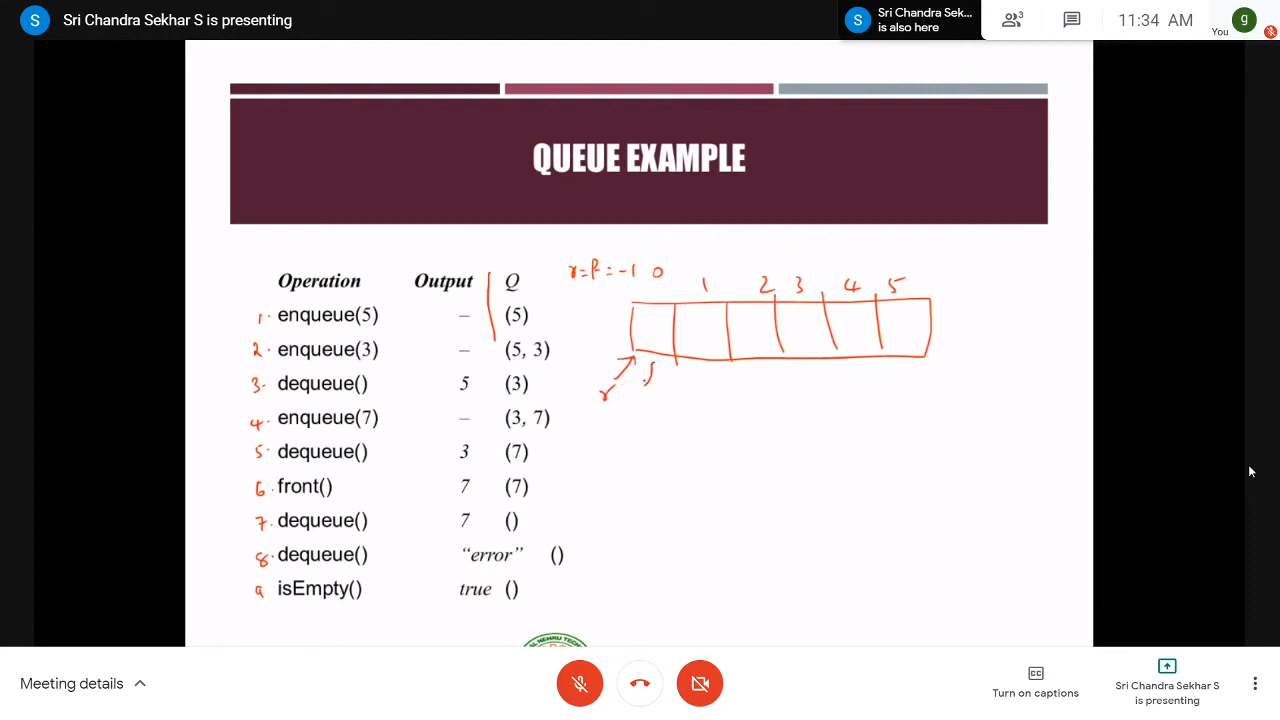 S Sri Chandra Sekhar S is presenting
S Sri Chandra Sek...
is also here
3
11:34 AM
You
g
QUEUE EXAMPLE
Operation Output Q
1. enqueue(5) – (5)
2. enqueue(3) – (5, 3)
3. dequeue() 5 (3)
4. enqueue(7) – (3, 7)
5. dequeue() 3 (7)
6. front() 7 (7)
7. dequeue() 7 ()
8. dequeue() “error” ()
9 isEmpty() true ()
r=f=-1 0 1 2 3 4 5
r f
Meeting details
CC
Turn on captions
Sri Chandra Sekhar S
is presenting